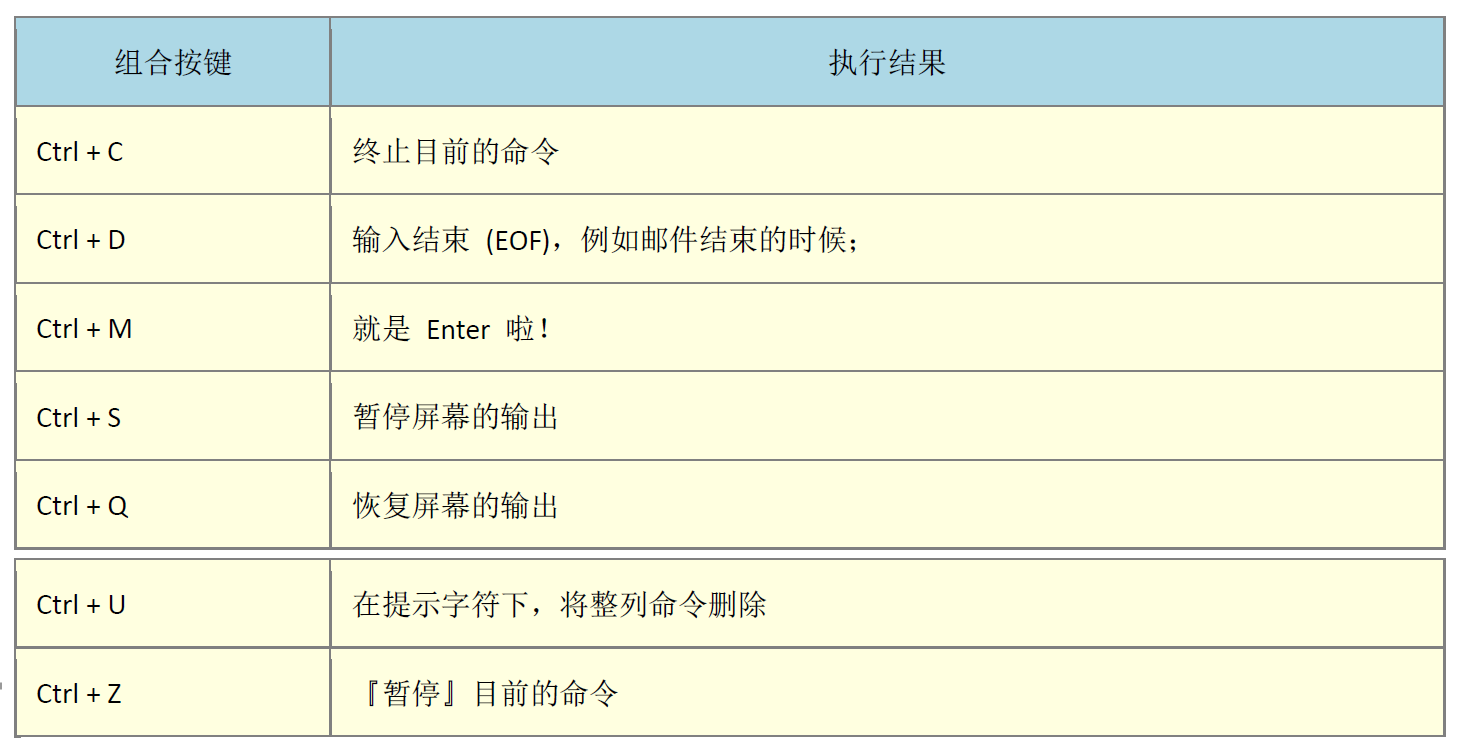 组合按键 执行结果
Ctrl + C 终止目前的命令
Ctrl + D 输入结束 (EOF)，例如邮件结束的时候；
Ctrl + M 就是 Enter 啦！
Ctrl + S 暂停屏幕的输出
Ctrl + Q 恢复屏幕的输出
Ctrl + U 在提示字符下，将整列命令删除
Ctrl + Z 『暂停』目前的命令